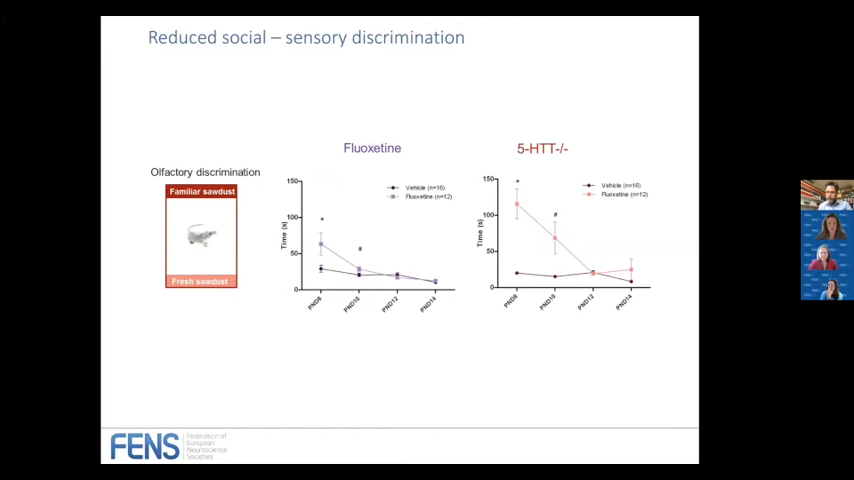 Reduced social – sensory discrimination
Fluoxetine
5-HTT-/-
Olfactory discrimination
Familiar sawdust
Fresh sawdust
Time (s)
150
100
50
0
*
#
Vehicle (n=16)
Fluoxetine (n=12)
PND8
PND10
PND12
PND14
Time (s)
150
100
50
0
*
#
Vehicle (n=16)
Fluoxetine (n=12)
PND8
PND10
PND12
PND14
FENS
Federation of
European
Neuroscience
Societies